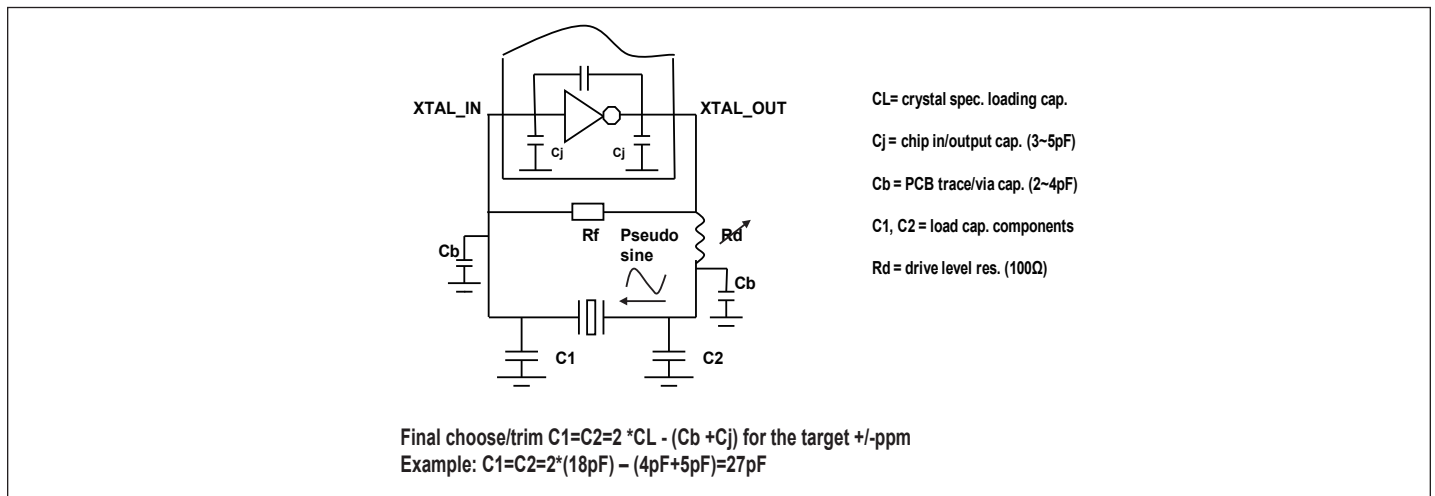 XTAL_IN
XTAL_OUT
Cj
Cj
Rf
Pseudo
sine
Rd
Cb
Cb
C1
C2
CL= crystal spec. loading cap.
Cj = chip in/output cap. (3~5pF)
Cb = PCB trace/via cap. (2~4pF)
C1, C2 = load cap. components
Rd = drive level res. (100Ω)
Final choose/trim C1=C2=2 *CL - (Cb +Cj) for the target +/-ppm
Example: C1=C2=2*(18pF) – (4pF+5pF)=27pF